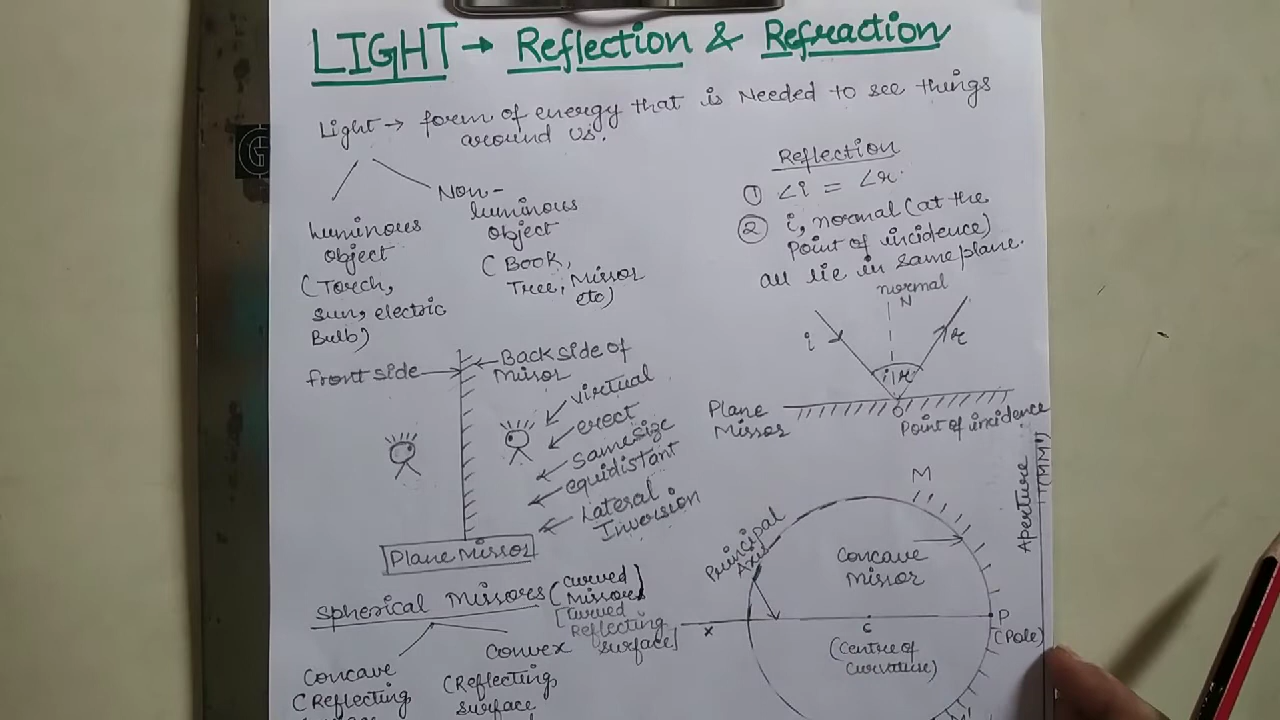 LIGHT → Reflection & Refraction
Light → form of energy that is Needed to see things
around us.
Luminous
object
(Torch,
sun, electric
Bulb)
Non-
luminous
object
(Book,
Tree, Mirror
etc)
Reflection
① ∠i = ∠r.
② i, normal (at the
Point of incidence)
all lie in same plane.
normal
N
i
r
i
r
O
Plane
Mirror
Point of incidence
front side
Back side of
Mirror
virtual
erect
Same size
equidistant
Lateral
Inversion
Plane Mirror
Spherical Mirrors
[Curved
Mirrors]
[Curved
Reflecting
surface]
Concave
(Reflecting
Convex
(Reflecting
surface
M
Aperture
(MM')
Principal
Axis
Concave
Mirror
X
C
(Centre of
Curvature)
P
(Pole)
M'